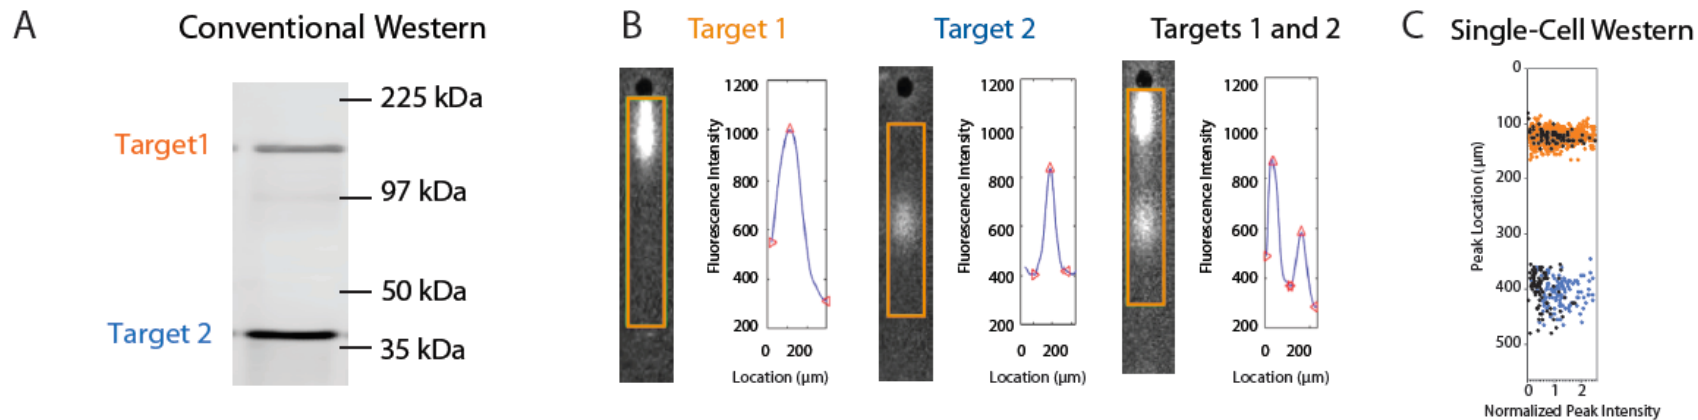 A
Conventional Western
225 kDa
Target1
97 kDa
50 kDa
Target 2
35 kDa
B
Target 1
1200
1000
800
600
400
200
Fluorescence Intensity
0 200
Location (μm)
Target 2
1200
1000
800
600
400
200
Fluorescence Intensity
0 200
Location (μm)
Targets 1 and 2
1200
1000
800
600
400
200
Fluorescence Intensity
0 200
Location (μm)
C
Single-Cell Western
0
100
200
300
400
500
Peak Location (μm)
0 1 2
Normalized Peak Intensity